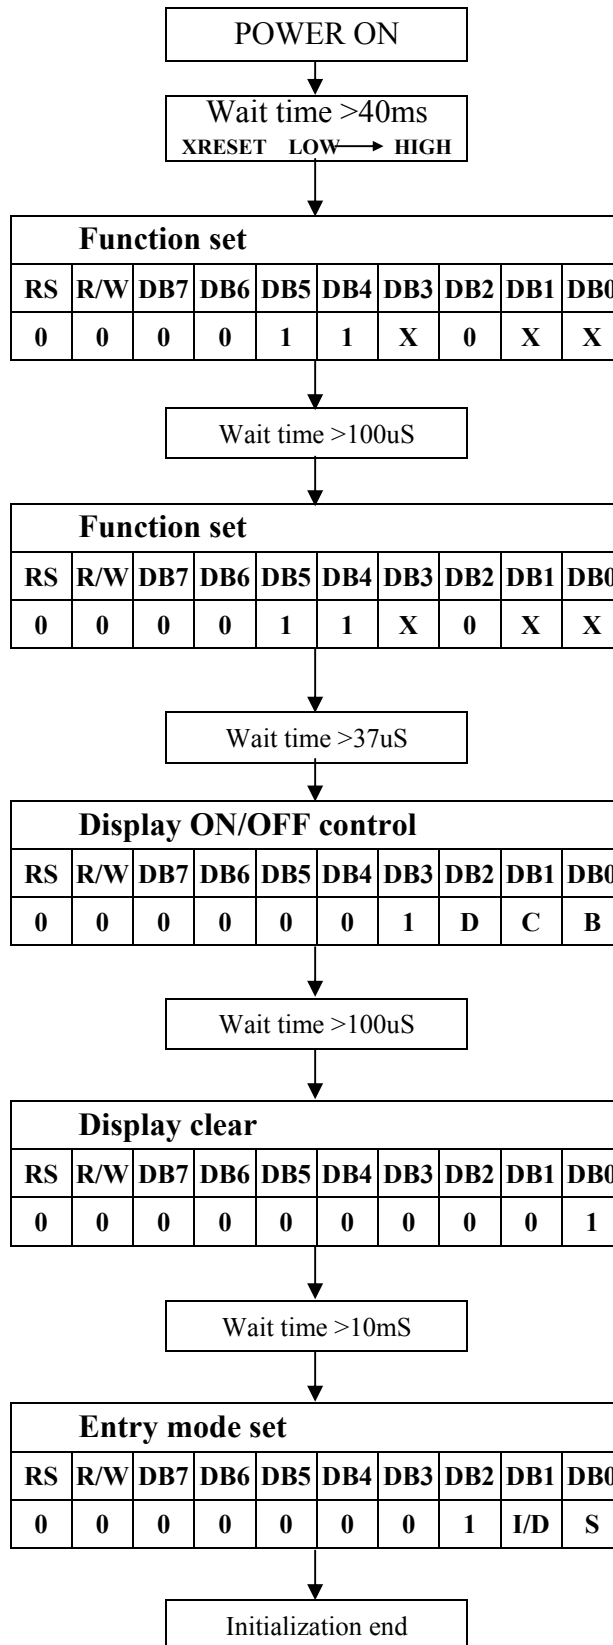 POWER ON
Wait time >40ms
XRESET LOW HIGH
Function set
RS R/W DB7 DB6 DB5 DB4 DB3 DB2 DB1 DB0
0 0 0 0 1 1 X 0 X X
Wait time >100uS
Function set
RS R/W DB7 DB6 DB5 DB4 DB3 DB2 DB1 DB0
0 0 0 0 1 1 X 0 X X
Wait time >37uS
Display ON/OFF control
RS R/W DB7 DB6 DB5 DB4 DB3 DB2 DB1 DB0
0 0 0 0 0 0 1 D C B
Wait time >100uS
Display clear
RS R/W DB7 DB6 DB5 DB4 DB3 DB2 DB1 DB0
0 0 0 0 0 0 0 0 0 1
Wait time >10mS
Entry mode set
RS R/W DB7 DB6 DB5 DB4 DB3 DB2 DB1 DB0
0 0 0 0 0 0 0 1 I/D S
Initialization end